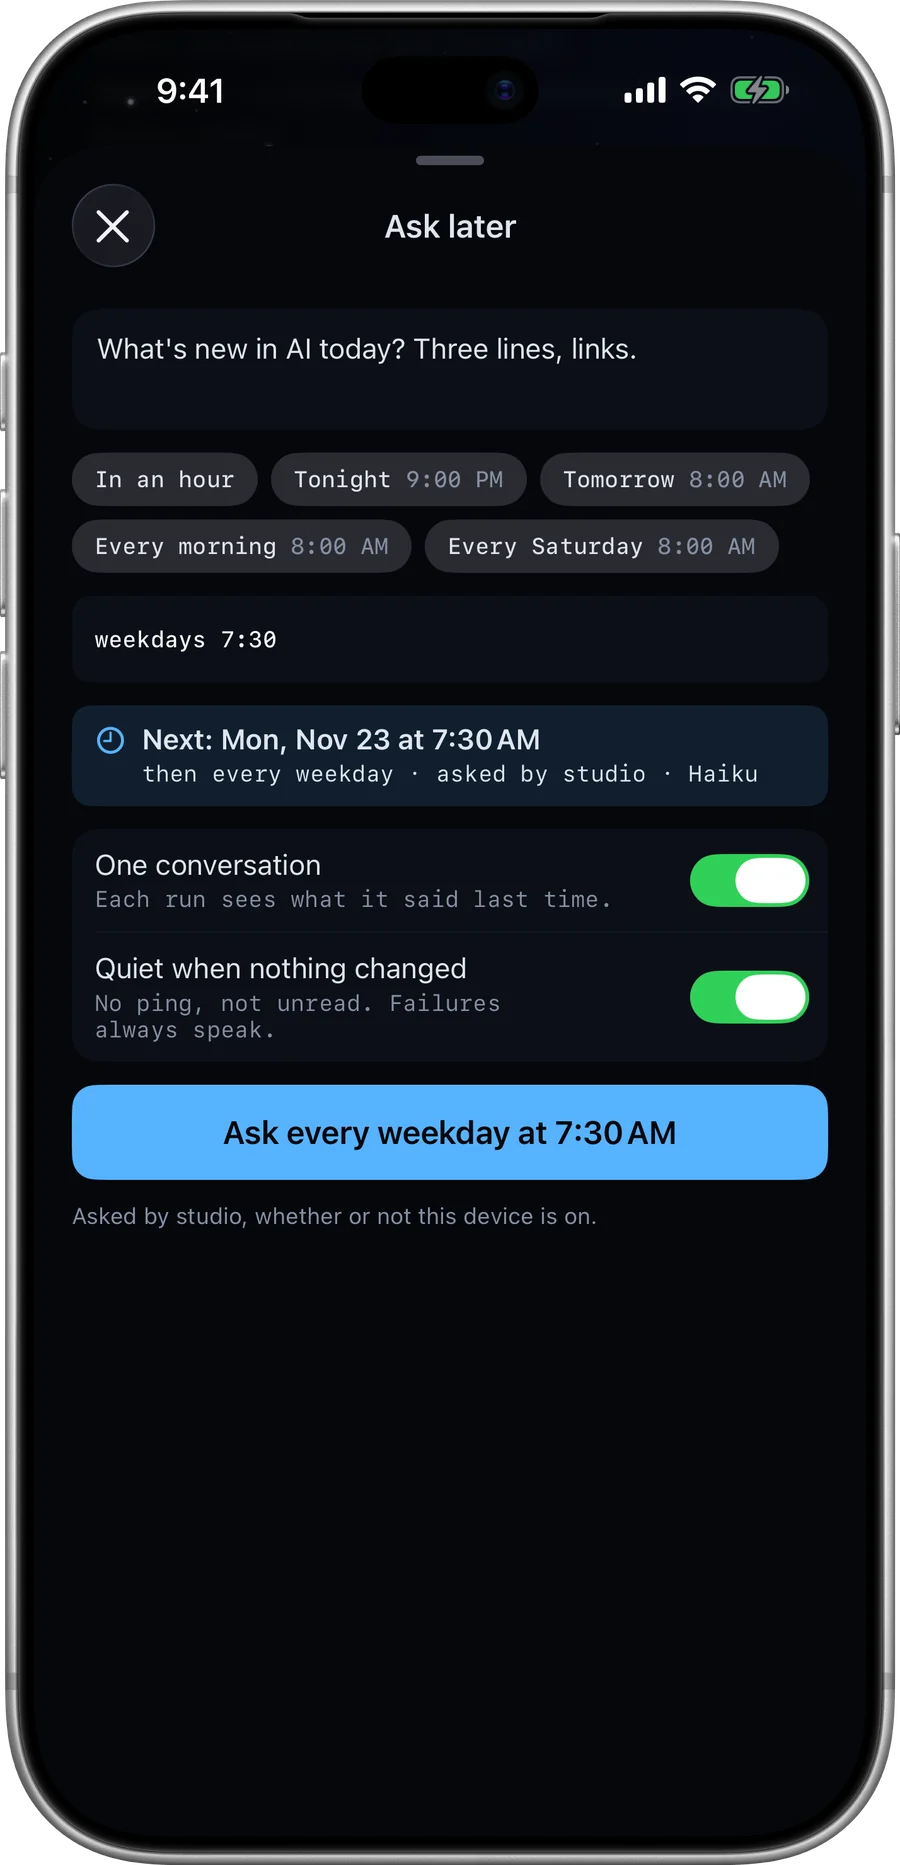 9:41
Ask later
What's new in AI today? Three lines, links.
In an hour
Tonight 9:00 PM
Tomorrow 8:00 AM
Every morning 8:00 AM
Every Saturday 8:00 AM
weekdays 7:30
Next: Mon, Nov 23 at 7:30 AM
then every weekday · asked by studio · Haiku
One conversation
Each run sees what it said last time.
Quiet when nothing changed
No ping, not unread. Failures
always speak.
Ask every weekday at 7:30 AM
Asked by studio, whether or not this device is on.